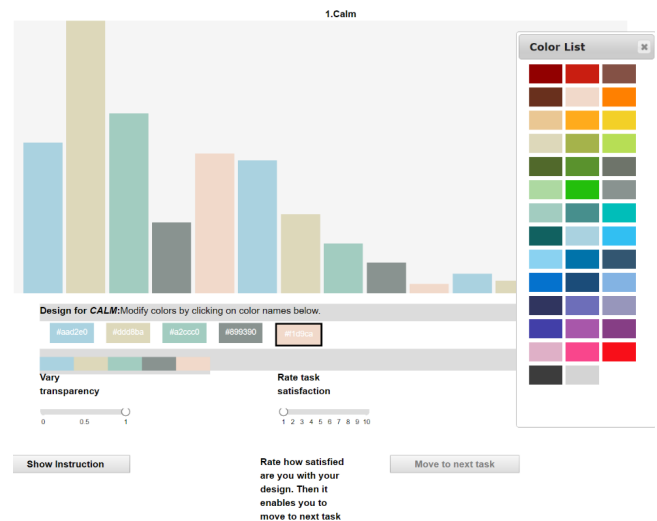 1.Calm
Color List
Design for CALM:Modify colors by clicking on color names below.
#aad2e0 #ddd8ba #a2ccc0 #899390 #f1d9ca
Vary
transparency
Rate task
satisfaction
0 0.5 1
1 2 3 4 5 6 7 8 9 10
Show Instruction
Rate how satisfied
are you with your
design. Then it
enables you to
move to next task
Move to next task